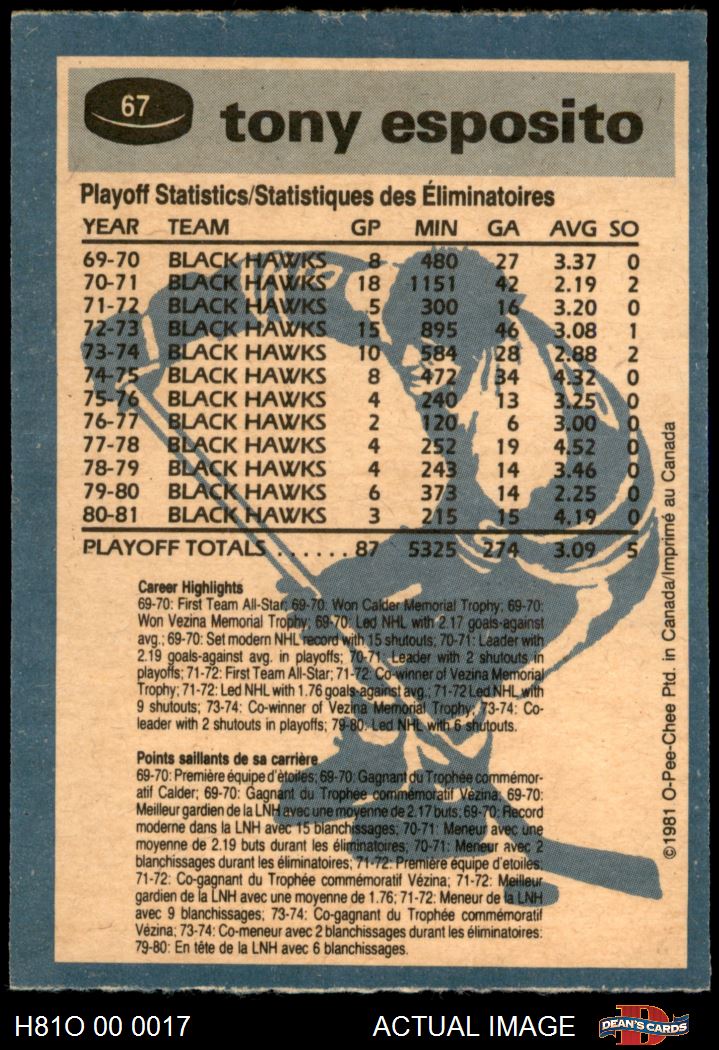 67
tony esposito
Playoff Statistics/Statistiques des Éliminatoires
YEAR TEAM GP MIN GA AVG SO
69-70 BLACK HAWKS 8 480 27 3.37 0
70-71 BLACK HAWKS 18 1151 42 2.19 2
71-72 BLACK HAWKS 5 300 16 3.20 0
72-73 BLACK HAWKS 15 895 46 3.08 1
73-74 BLACK HAWKS 10 584 28 2.88 2
74-75 BLACK HAWKS 8 472 34 4.32 0
75-76 BLACK HAWKS 4 240 13 3.25 0
76-77 BLACK HAWKS 2 120 6 3.00 0
77-78 BLACK HAWKS 4 252 19 4.52 0
78-79 BLACK HAWKS 4 243 14 3.46 0
79-80 BLACK HAWKS 6 373 14 2.25 0
80-81 BLACK HAWKS 3 215 15 4.19 0
PLAYOFF TOTALS ...... 87 5325 274 3.09 5
Career Highlights
69-70: First Team All-Star; 69-70: Won Calder Memorial Trophy; 69-70:
Won Vezina Memorial Trophy; 69-70: Led NHL with 2.17 goals-against
avg.; 69-70: Set modern NHL record with 15 shutouts; 70-71: Leader with
2.19 goals-against avg. in playoffs; 70-71: Leader with 2 shutouts in
playoffs; 71-72: First Team All-Star; 71-72: Co-winner of Vezina Memorial
Trophy; 71-72: Led NHL with 1.76 goals-against avg.; 71-72 Led NHL with
9 shutouts; 73-74: Co-winner of Vezina Memorial Trophy; 73-74: Co-
leader with 2 shutouts in playoffs; 79-80: Led NHL with 6 shutouts.
Points saillants de sa carrière
69-70: Première équipe d'étoiles; 69-70: Gagnant du Trophée commémor-
atif Calder; 69-70: Gagnant du Trophée commémoratif Vézina; 69-70:
Meilleur gardien de la LNH avec une moyenne de 2.17 buts; 69-70: Record
moderne dans la LNH avec 15 blanchissages; 70-71: Meneur avec une
moyenne de 2.19 buts durant les éliminatoires; 70-71: Meneur avec 2
blanchissages durant les éliminatoires; 71-72: Première équipe d'etoiles;
71-72: Co-gagnant du Trophée commémoratif Vézina; 71-72: Meilleur
gardien de la LNH avec une moyenne de 1.76; 71-72: Meneur de la LNH
avec 9 blanchissages; 73-74: Co-gagnant du Trophée commémoratif
Vézina; 73-74: Co-meneur avec 2 blanchissages durant les éliminatoires:
79-80: En tête de la LNH avec 6 blanchissages.
©1981 O-Pee-Chee Ptd. in Canada/Imprimé au Canada
H81O 00 0017 ACTUAL IMAGE
D
DEAN'S CARDS